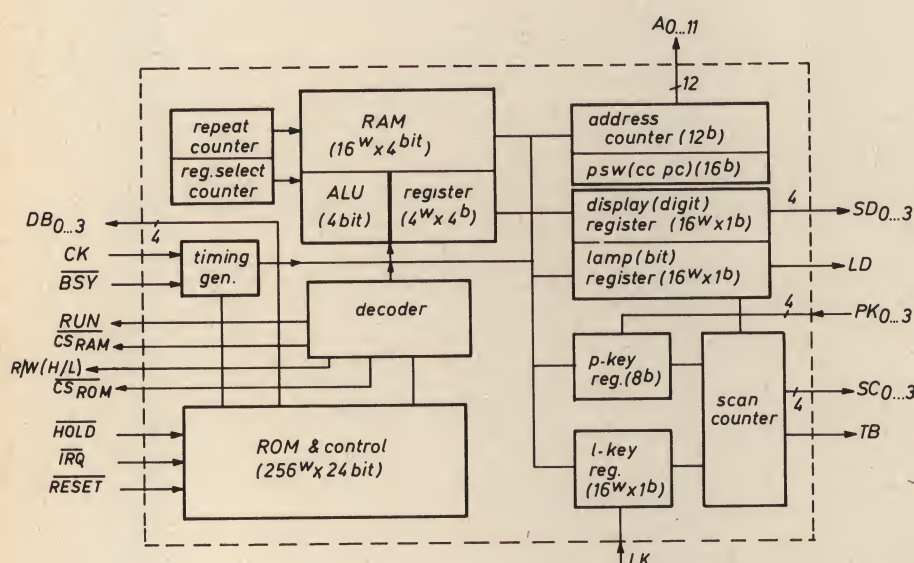 A0...11
12
repeat
counter
reg.select
counter
RAM
(16w x 4bit)
ALU
(4bit)
register
(4w x 4b)
address
counter (12b)
psw (cc pc) (16b)
display (digit)
register (16w x 1b)
lamp (bit)
register (16w x 1b)
4
SD0...3
LD
4
PK0...3
DB0...3
4
CK
BSY
timing
gen.
decoder
RUN
CSRAM
R/W (H/L)
CSROM
HOLD
IRQ
RESET
ROM & control
(256w x 24bit)
p-key
reg. (8b)
l-key
reg.
(16w x 1b)
scan
counter
4
SC0...3
TB
LK